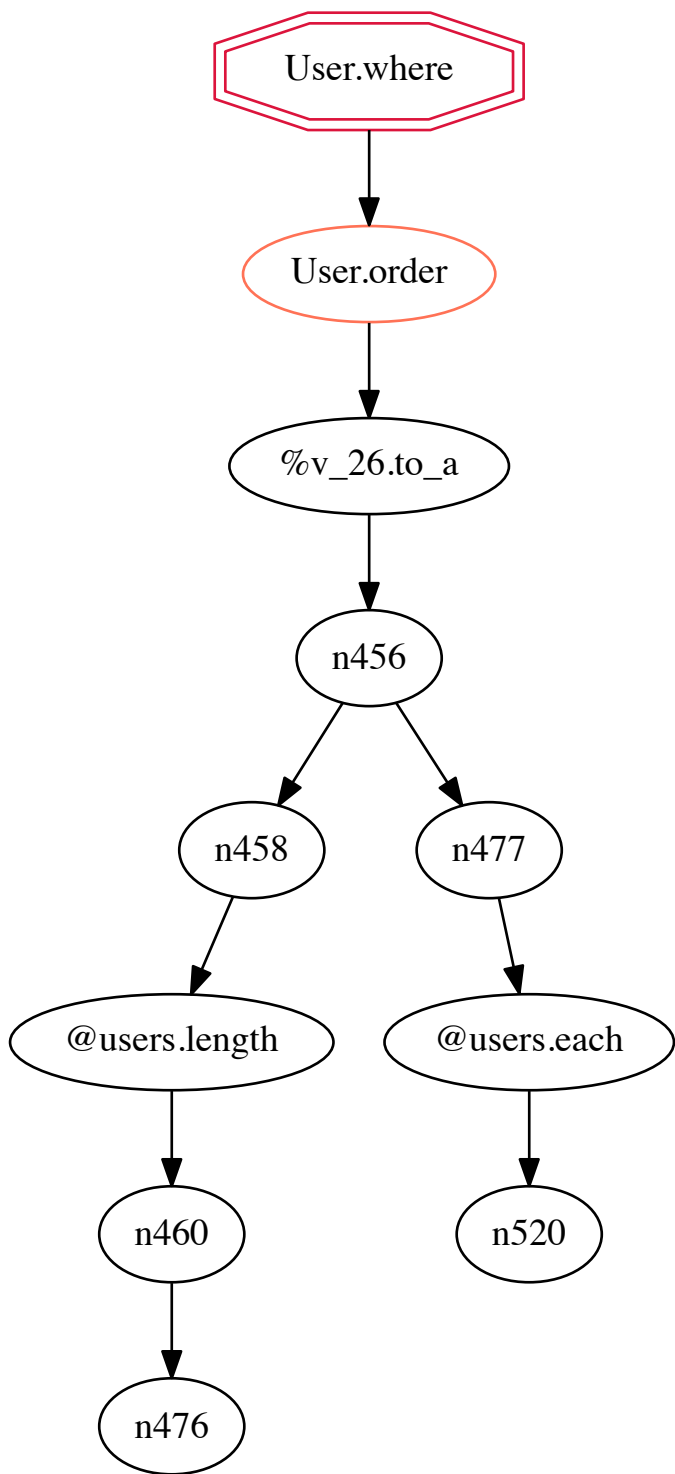 User.where
User.order
%v_26.to_a
n456
n458
n477
@users.length
@users.each
n460
n520
n476